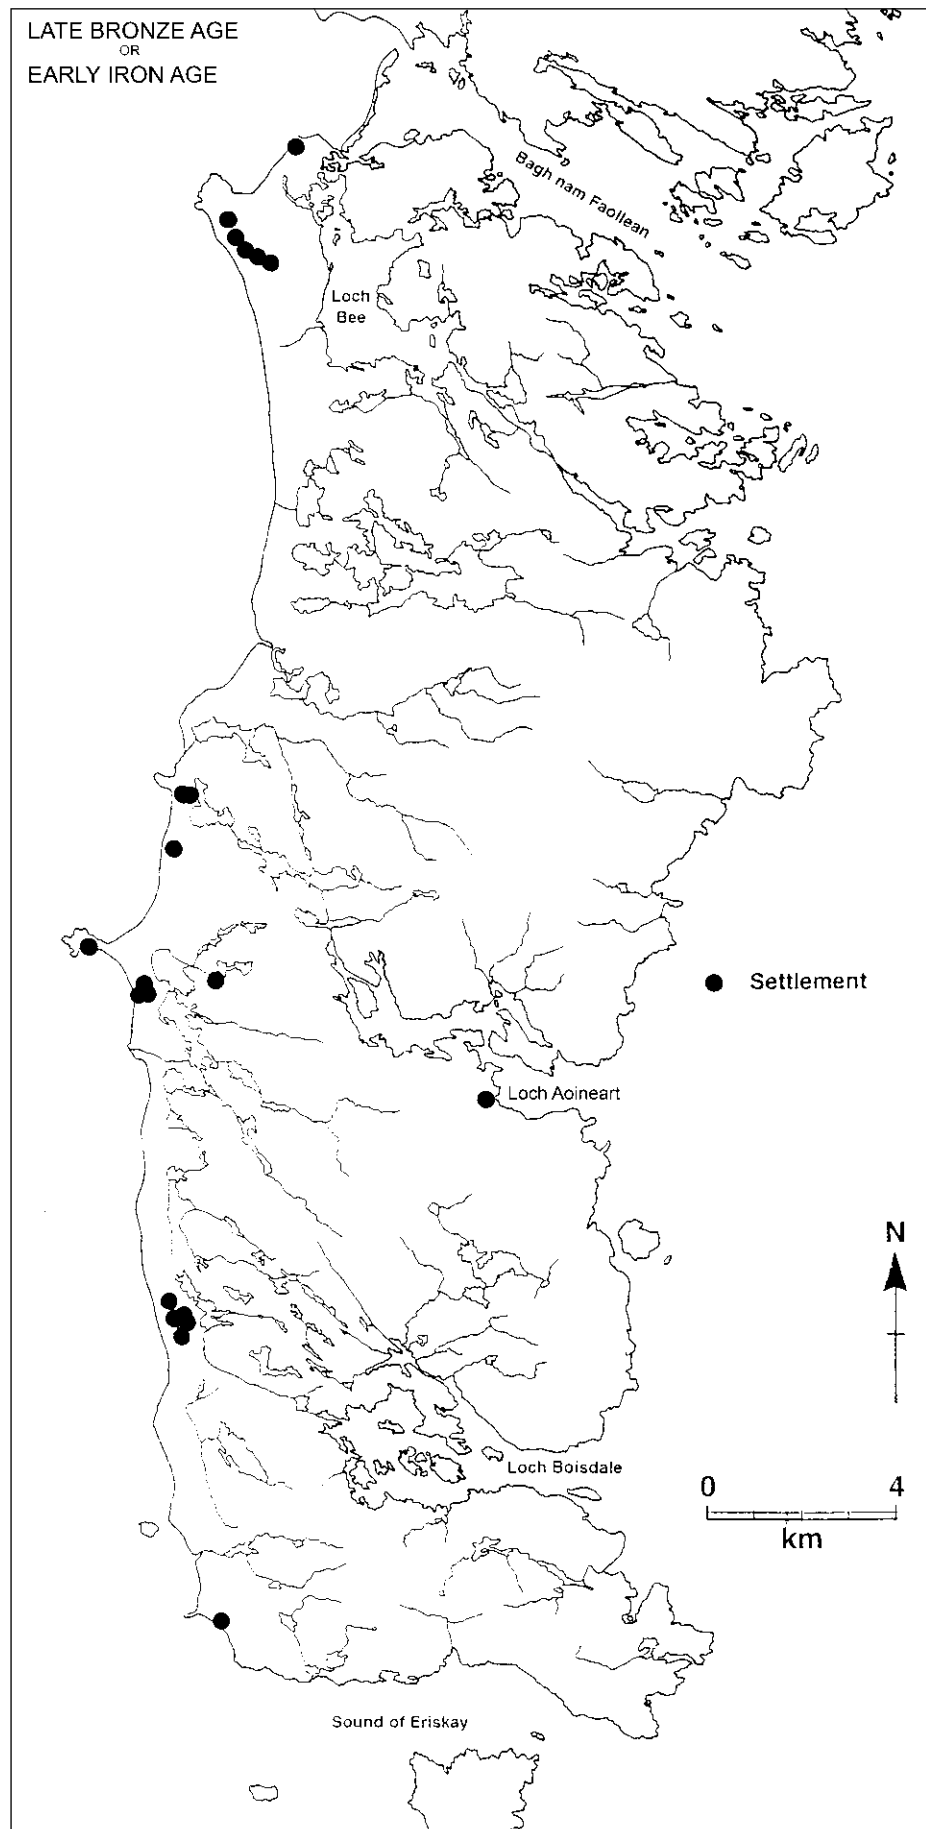 LATE BRONZE AGE
OR
EARLY IRON AGE
Bagh nam Faoilean
Loch
Bee
Settlement
Loch Aoineart
N
Loch Boisdale
0 4
km
Sound of Eriskay